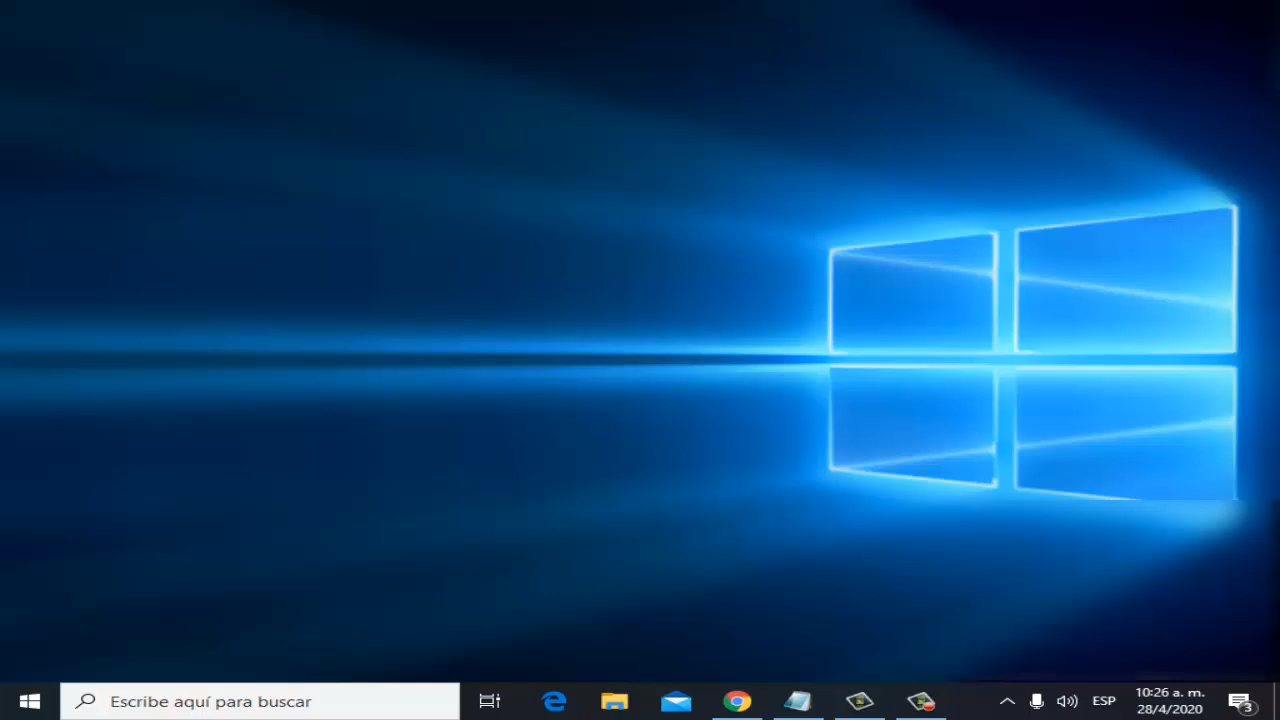 Escribe aquí para buscar
ESP
10:26 a. m.
28/4/2020
3